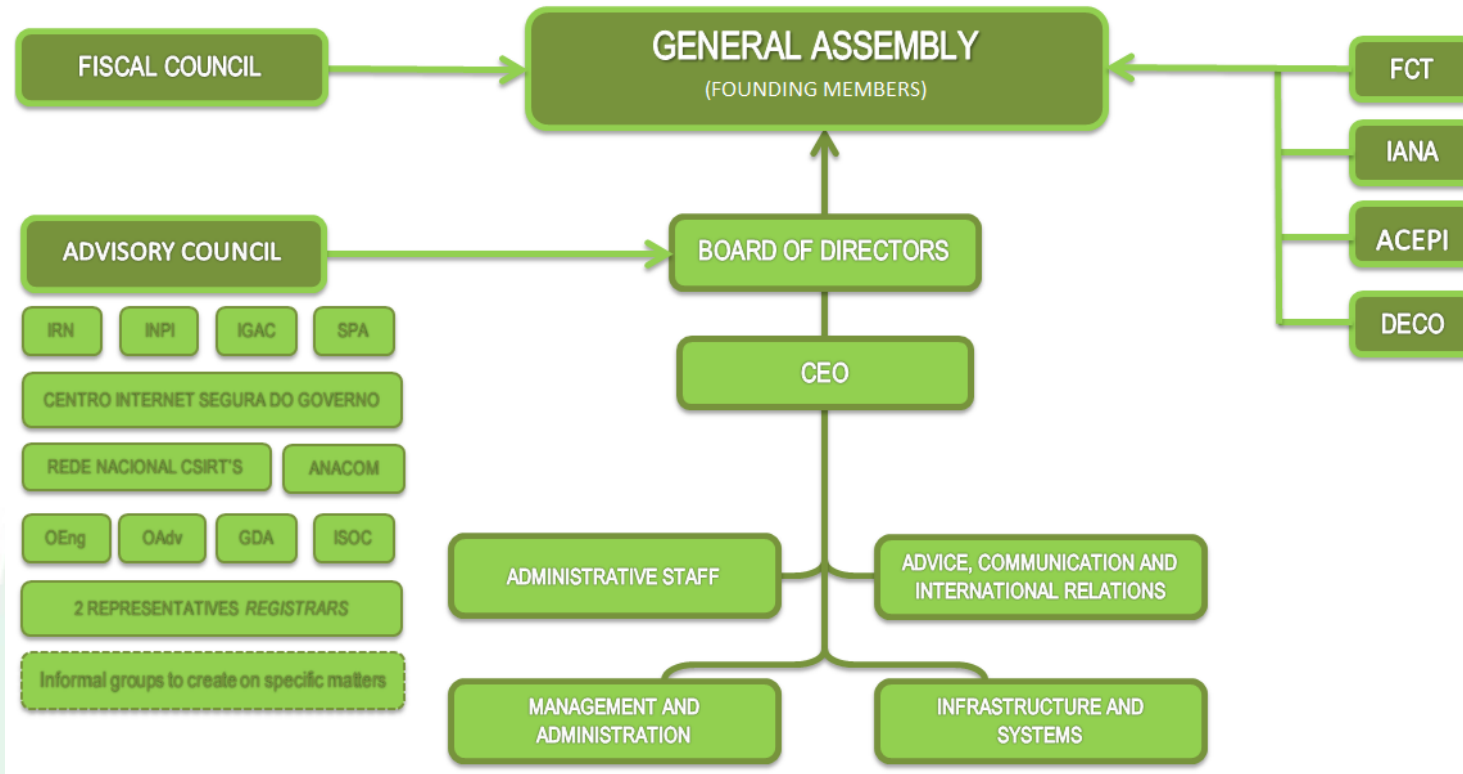 FISCAL COUNCIL
GENERAL ASSEMBLY
(FOUNDING MEMBERS)
FCT
IANA
ACEPI
DECO
ADVISORY COUNCIL
BOARD OF DIRECTORS
CEO
IRN
INPI
IGAC
SPA
CENTRO INTERNET SEGURA DO GOVERNO
REDE NACIONAL CSIRT'S
ANACOM
OEng
OAdv
GDA
ISOC
2 REPRESENTATIVES REGISTRARS
Informal groups to create on specific matters
ADMINISTRATIVE STAFF
ADVICE, COMMUNICATION AND
INTERNATIONAL RELATIONS
MANAGEMENT AND
ADMINISTRATION
INFRASTRUCTURE AND
SYSTEMS